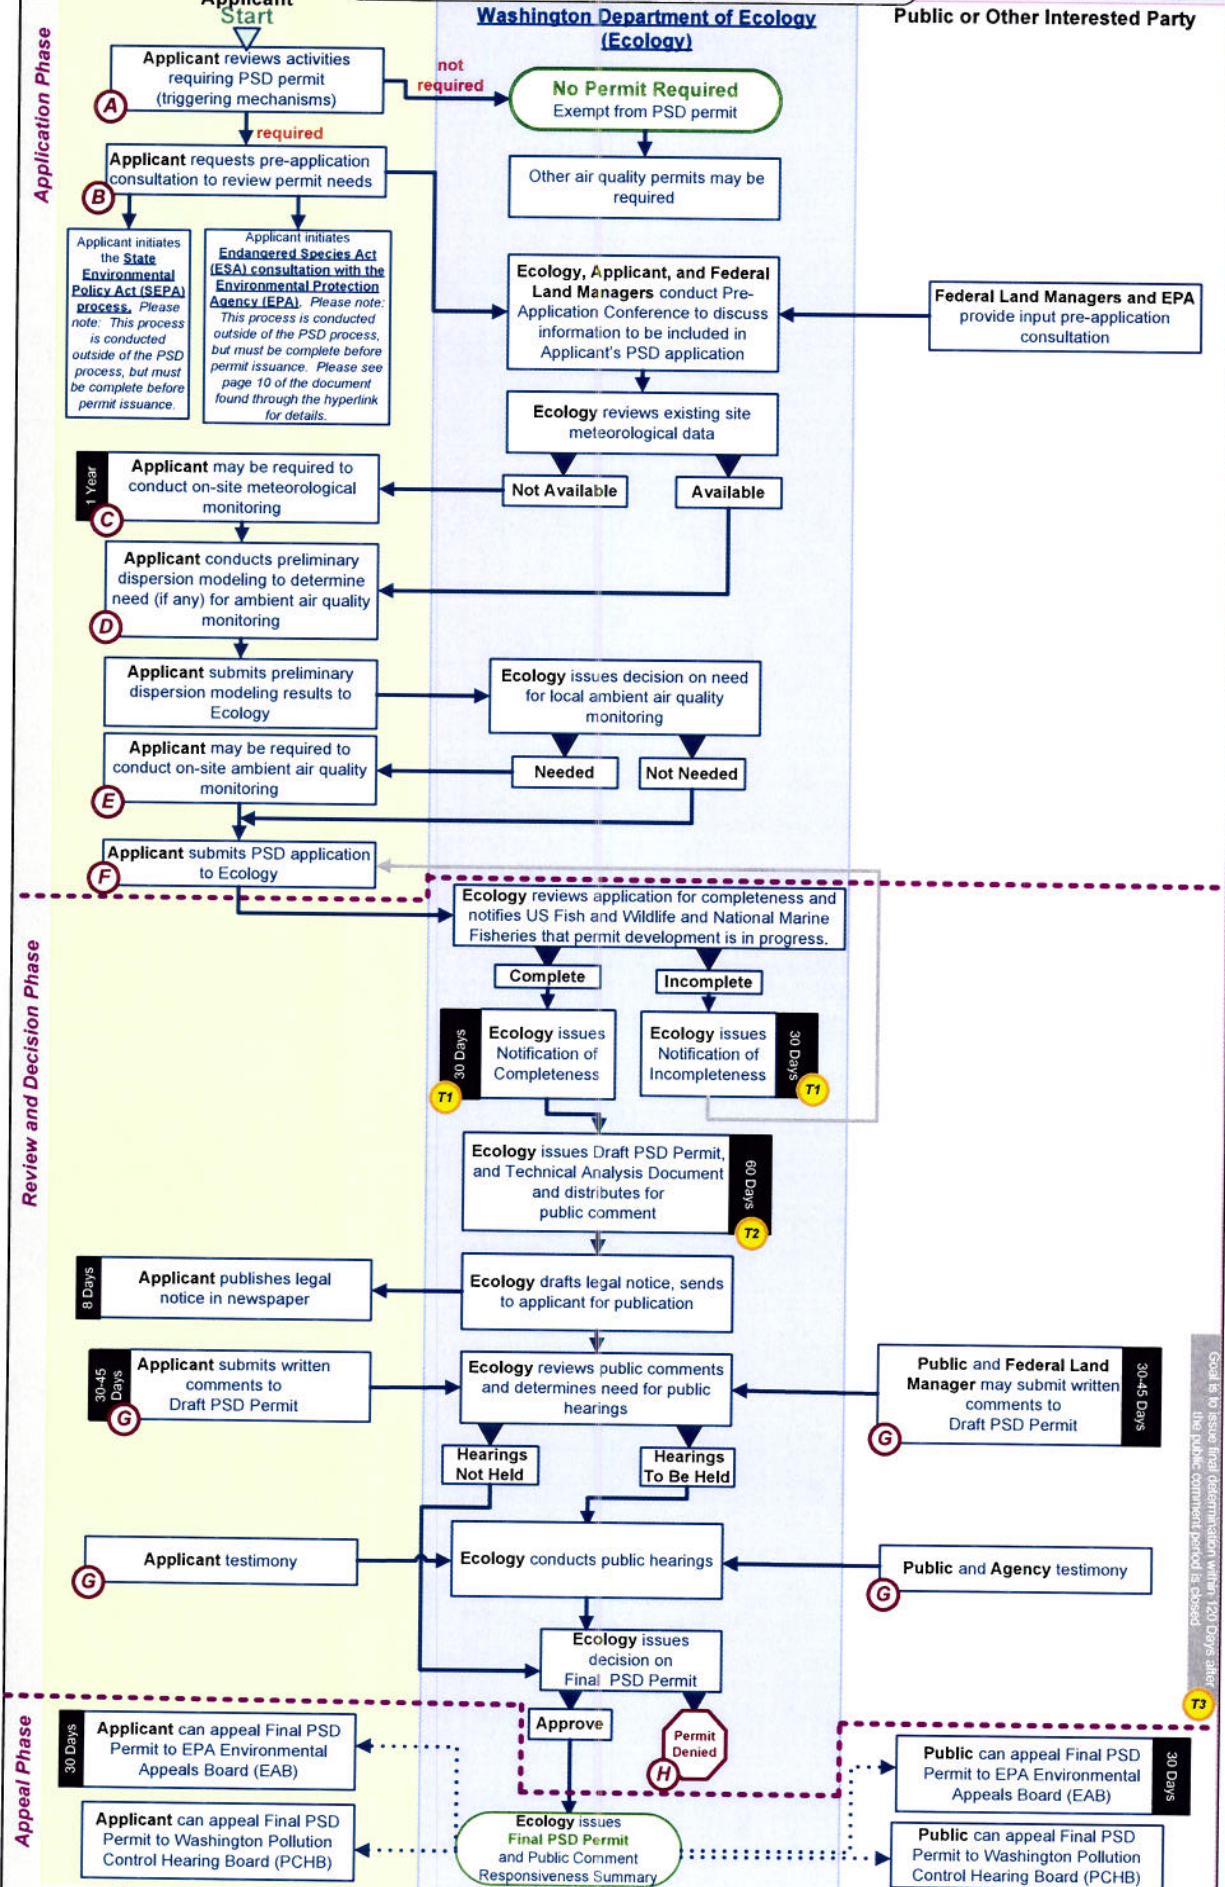 Applicant
Start
Washington Department of Ecology
(Ecology)
Public or Other Interested Party
Application Phase
Applicant reviews activities
requiring PSD permit
(triggering mechanisms)
A
not
required
No Permit Required
Exempt from PSD permit
required
Applicant requests pre-application
consultation to review permit needs
B
Other air quality permits may be
required
Applicant initiates
the State
Environmental
Policy Act (SEPA)
process. Please
note: This process
is conducted
outside of the PSD
process, but must
be complete before
permit issuance.
Applicant initiates
Endangered Species Act
(ESA) consultation with the
Environmental Protection
Agency (EPA). Please note:
This process is conducted
outside of the PSD process,
but must be complete before
permit issuance. Please see
page 10 of the document
found through the hyperlink
for details.
Ecology, Applicant, and Federal
Land Managers conduct Pre-
Application Conference to discuss
information to be included in
Applicant's PSD application
Federal Land Managers and EPA
provide input pre-application
consultation
Ecology reviews existing site
meteorological data
Not Available
Available
1 Year
Applicant may be required to
conduct on-site meteorological
monitoring
C
Applicant conducts preliminary
dispersion modeling to determine
need (if any) for ambient air quality
monitoring
D
Applicant submits preliminary
dispersion modeling results to
Ecology
Ecology issues decision on need
for local ambient air quality
monitoring
Needed
Not Needed
Applicant may be required to
conduct on-site ambient air quality
monitoring
E
Applicant submits PSD application
to Ecology
F
Review and Decision Phase
Ecology reviews application for completeness and
notifies US Fish and Wildlife and National Marine
Fisheries that permit development is in progress.
Complete
Incomplete
30 Days
Ecology issues
Notification of
Completeness
T1
Ecology issues
Notification of
Incompleteness
30 Days
T1
Ecology issues Draft PSD Permit,
and Technical Analysis Document
and distributes for
public comment
60 Days
T2
8 Days
Applicant publishes legal
notice in newspaper
Ecology drafts legal notice, sends
to applicant for publication
30-45
Days
Applicant submits written
comments to
Draft PSD Permit
G
Ecology reviews public comments
and determines need for public
hearings
Public and Federal Land
Manager may submit written
comments to
Draft PSD Permit
30-45 Days
G
Goal is to issue final determination within 120 Days after
the public comment period is closed
T3
Hearings
Not Held
Hearings
To Be Held
Applicant testimony
G
Ecology conducts public hearings
Public and Agency testimony
G
Ecology issues
decision on
Final PSD Permit
Approve
Permit
Denied
H
Appeal Phase
30 Days
Applicant can appeal Final PSD
Permit to EPA Environmental
Appeals Board (EAB)
Applicant can appeal Final PSD
Permit to Washington Pollution
Control Hearing Board (PCHB)
Ecology issues
Final PSD Permit
and Public Comment
Responsiveness Summary
Public can appeal Final PSD
Permit to EPA Environmental
Appeals Board (EAB)
30 Days
Public can appeal Final PSD
Permit to Washington Pollution
Control Hearing Board (PCHB)